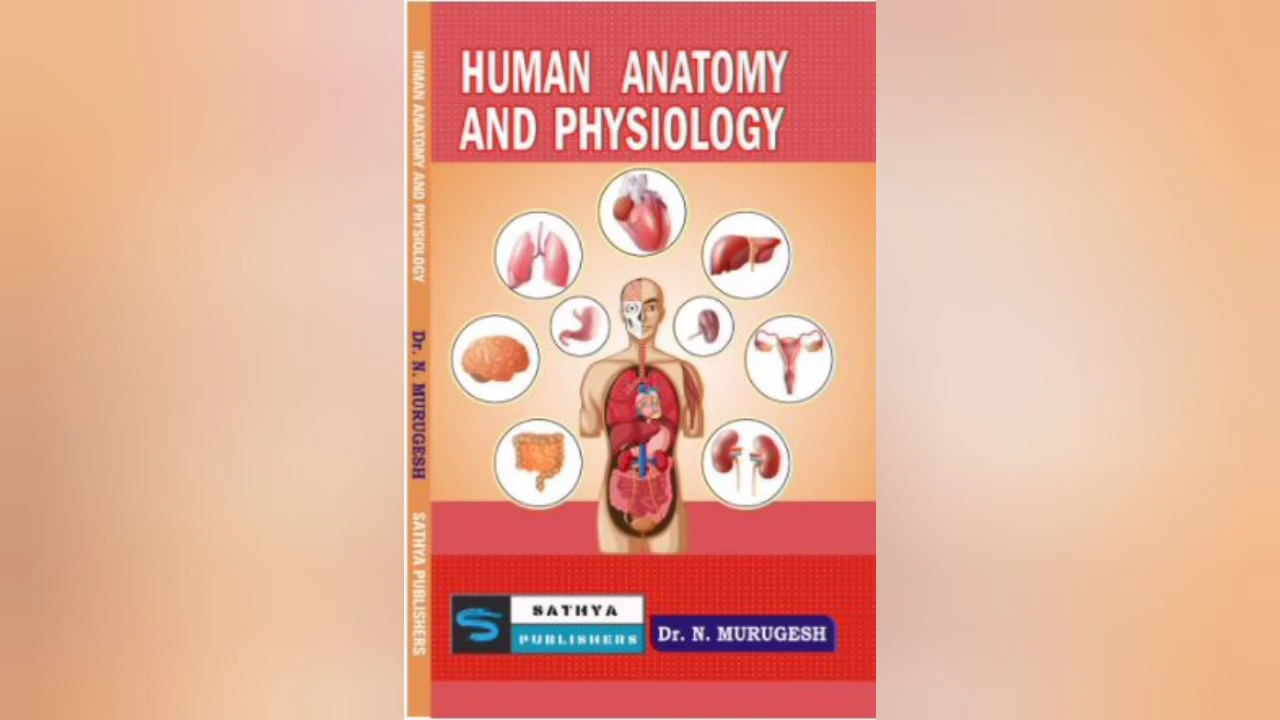 HUMAN ANATOMY AND PHYSIOLOGY
Dr. N. MURUGESH
SATHYA PUBLISHERS
HUMAN ANATOMY
AND PHYSIOLOGY
SATHYA
PUBLISHERS
Dr. N. MURUGESH